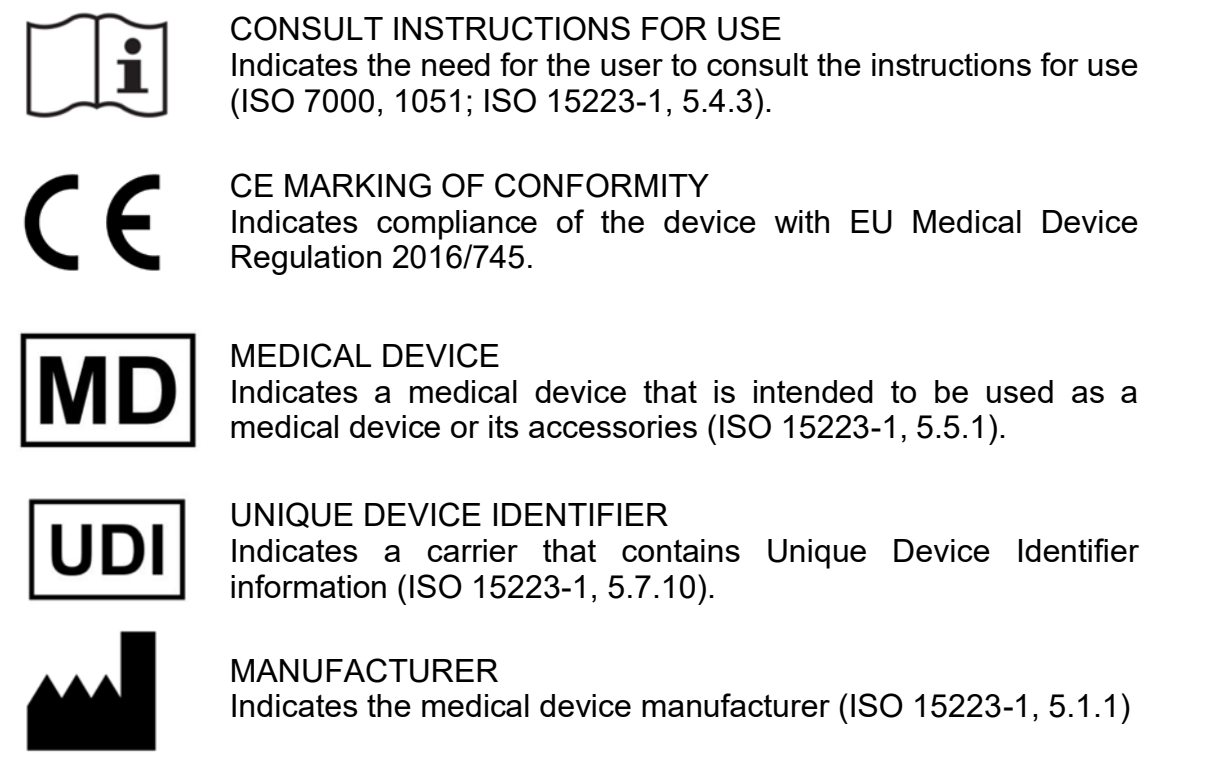 i
CONSULT INSTRUCTIONS FOR USE
Indicates the need for the user to consult the instructions for use
(ISO 7000, 1051; ISO 15223-1, 5.4.3).
CE
CE MARKING OF CONFORMITY
Indicates compliance of the device with EU Medical Device
Regulation 2016/745.
MD
MEDICAL DEVICE
Indicates a medical device that is intended to be used as a
medical device or its accessories (ISO 15223-1, 5.5.1).
UDI
UNIQUE DEVICE IDENTIFIER
Indicates a carrier that contains Unique Device Identifier
information (ISO 15223-1, 5.7.10).
MANUFACTURER
Indicates the medical device manufacturer (ISO 15223-1, 5.1.1)